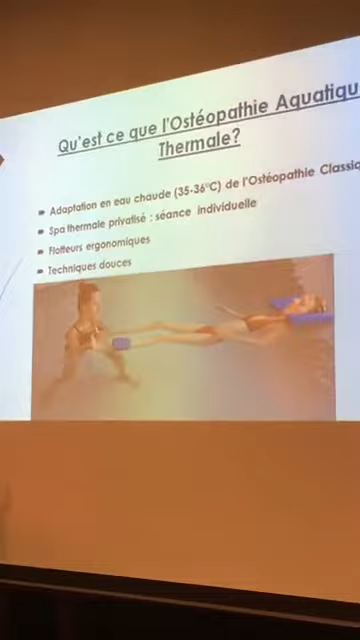 Qu'est ce que l'Ostéopathie Aquatiqu
Thermale?
Adaptation en eau chaude (35-36°C) de l'Ostéopathie Classiq
Spa thermale privatisé : séance individuelle
Flotteurs ergonomiques
Techniques douces